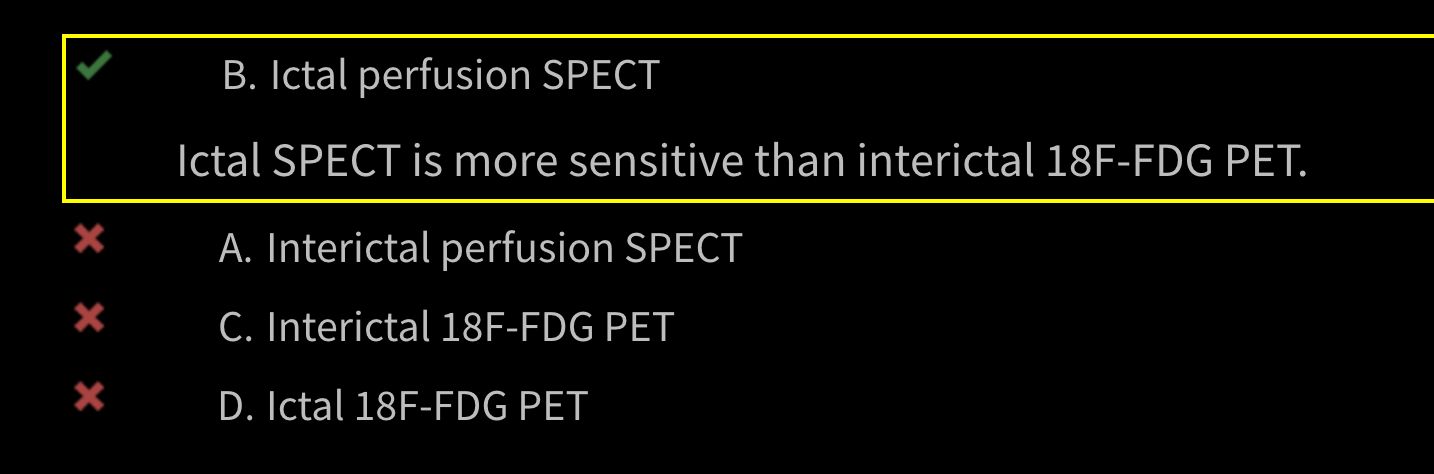 B. Ictal perfusion SPECT
Ictal SPECT is more sensitive than interictal 18F-FDG PET.
A. Interictal perfusion SPECT
C. Interictal 18F-FDG PET
D. Ictal 18F-FDG PET